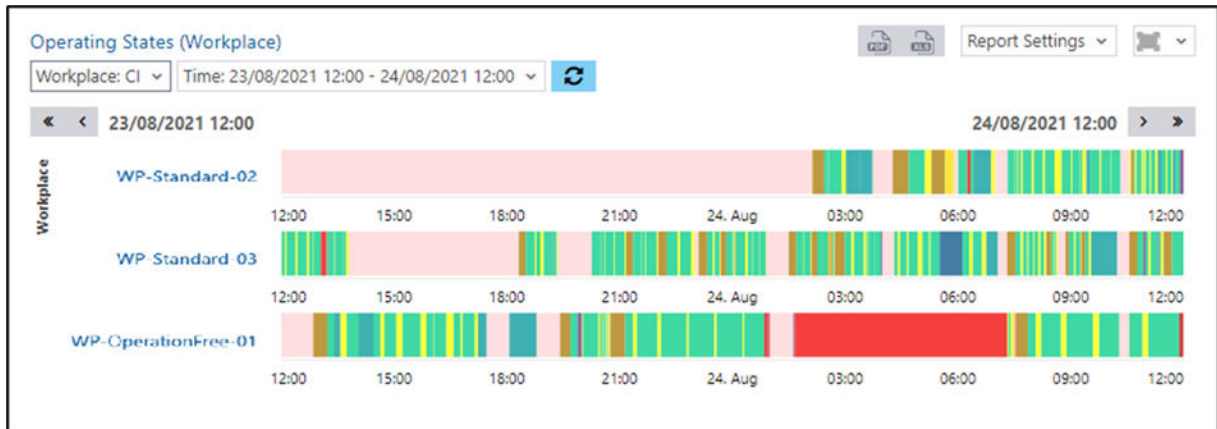 Operating States (Workplace)
PDF XLS Report Settings
Workplace: CI Time: 23/08/2021 12:00 - 24/08/2021 12:00
23/08/2021 12:00 24/08/2021 12:00
Workplace
WP-Standard-02
12:00 15:00 18:00 21:00 24. Aug 03:00 06:00 09:00 12:00
WP-Standard-03
12:00 15:00 18:00 21:00 24. Aug 03:00 06:00 09:00 12:00
WP-OperationFree-01
12:00 15:00 18:00 21:00 24. Aug 03:00 06:00 09:00 12:00